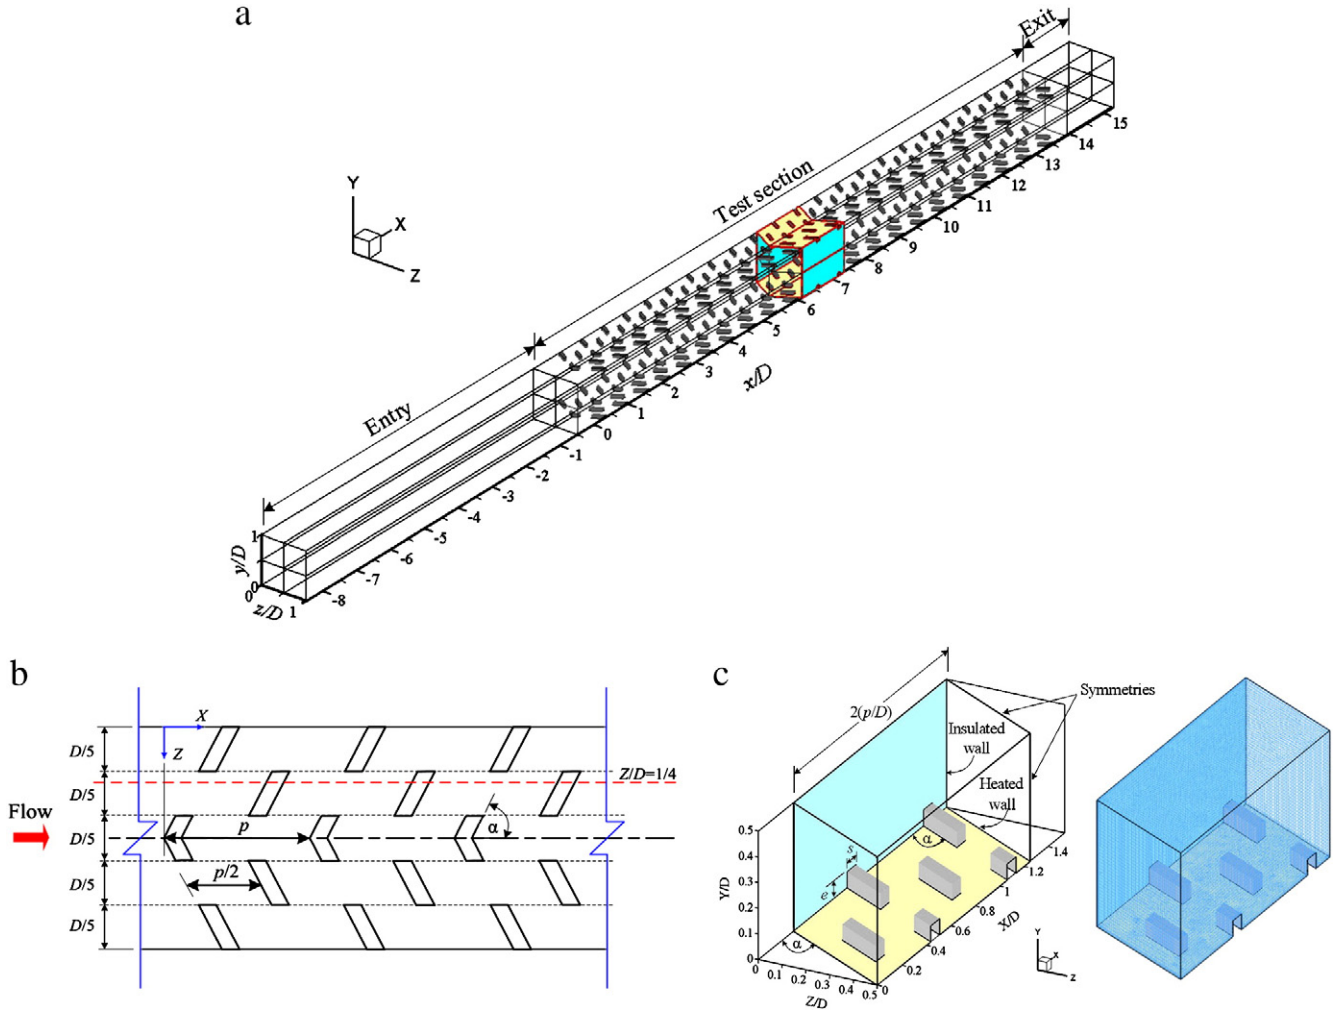 a
Exit
Test section
Entry
Y
X
Z
15
14
13
12
11
10
9
8
7
6
5
4
3
2
1
0
-1
-2
-3
-4
-5
-6
-7
-8
x/D
y/D
1
0
0
z/D 1
b
X
Z
D/5
D/5
D/5
D/5
D/5
Z/D=1/4
Flow
p
α
p/2
c
2(p/D)
Symmetries
Insulated
wall
Heated
wall
α
s
e
α
Y/D
0.5
0.4
0.3
0.2
0.1
0
0 0.1 0.2 0.3 0.4 0.5
Z/D
0
0.2
0.4
0.6
0.8
1
1.2
1.4
X/D
Y
X
Z